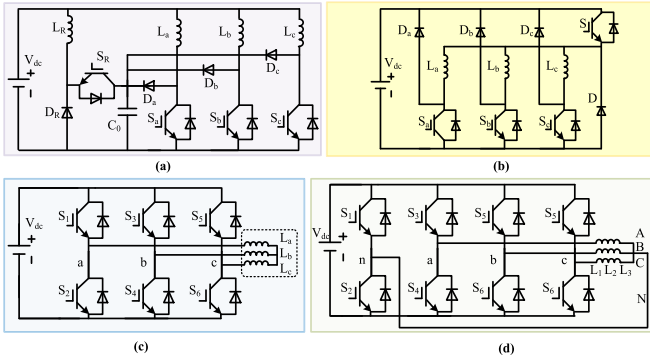 L_R
L_a
L_b
L_c
V_dc
+
S_R
D_c
D_b
D_a
D_R
C_0
S_a
S_b
S_c
(a)
D_a
D_b
D_c
S
V_dc
+
L_a
L_b
L_c
S_a
S_b
S_c
D
(b)
S_1
S_3
S_5
V_dc
+
L_a
L_b
L_c
a
b
c
S_2
S_4
S_6
(c)
S_1
S_3
S_5
S_5
V_dc
+
A
B
C
n
a
b
c
L_1 L_2 L_3
S_2
S_4
S_6
S_6
N
(d)